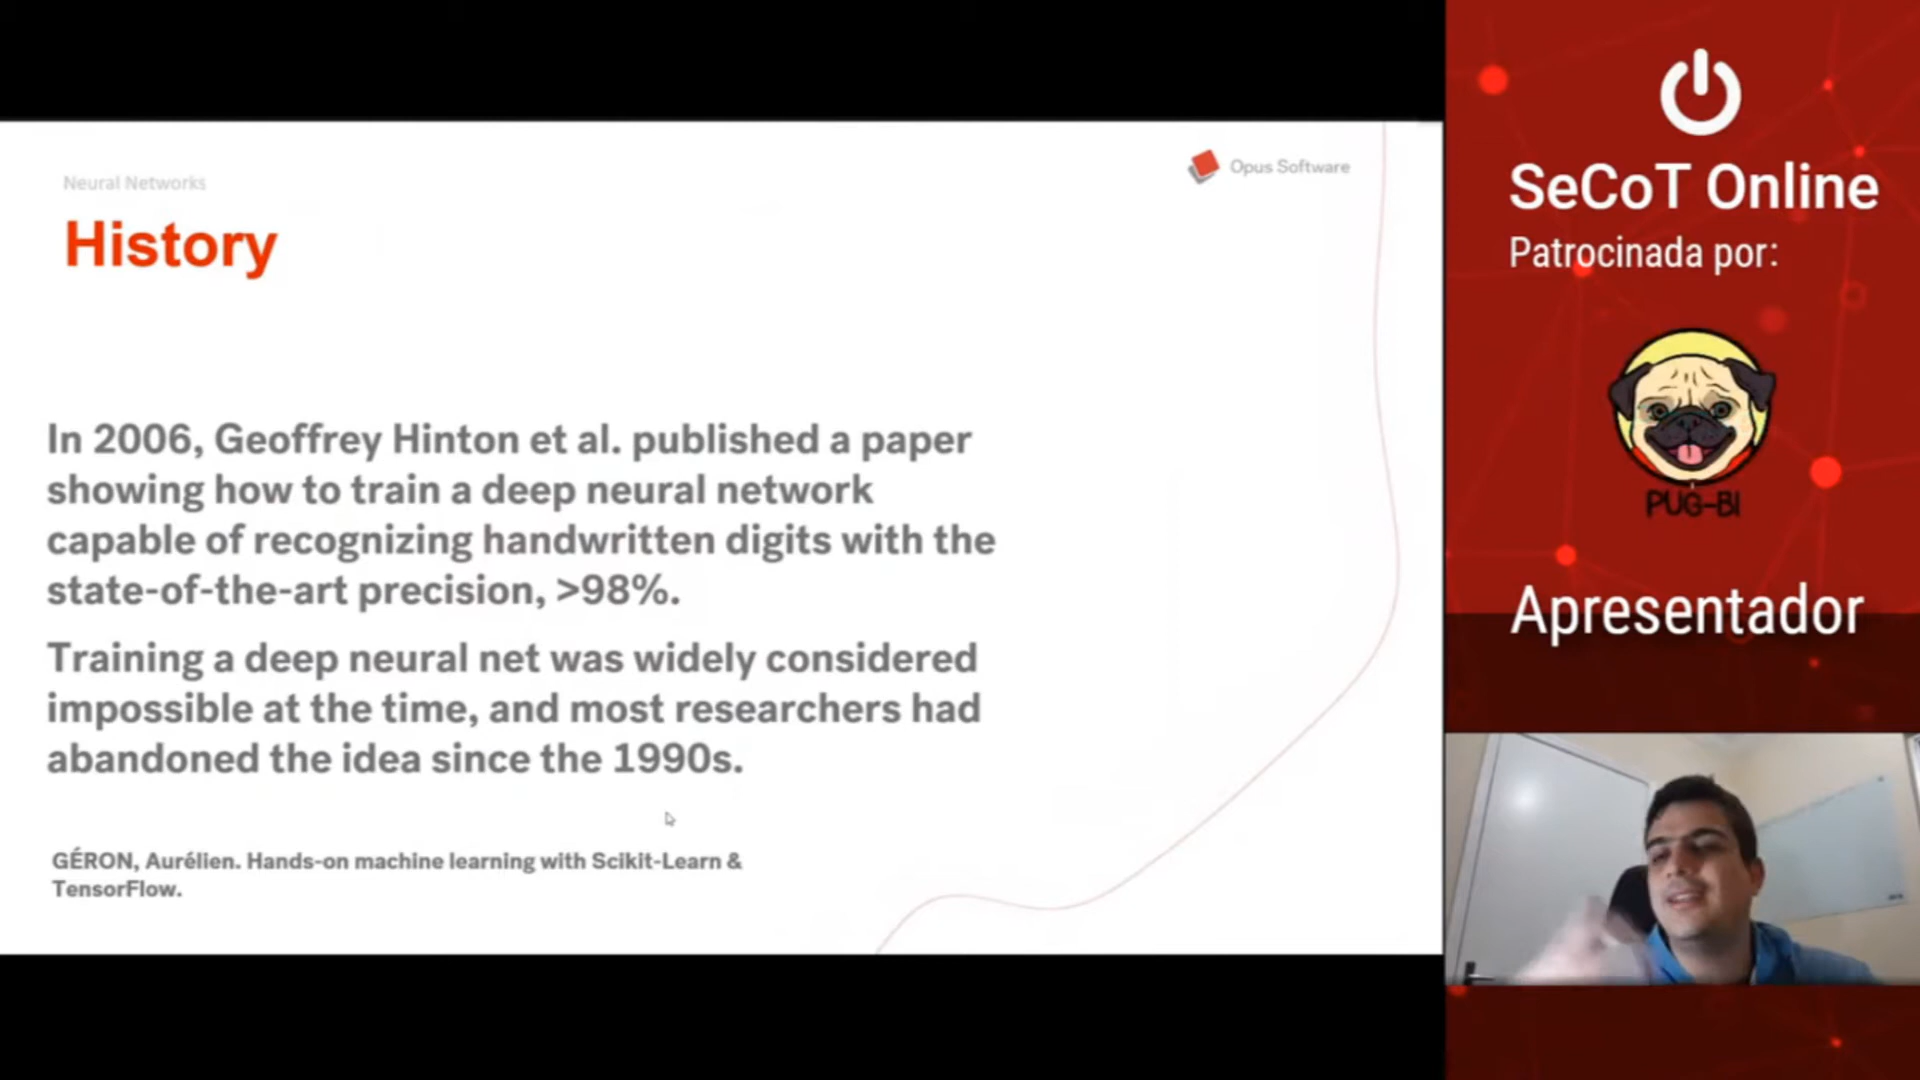 Neural Networks
History
Opus Software
In 2006, Geoffrey Hinton et al. published a paper
showing how to train a deep neural network
capable of recognizing handwritten digits with the
state-of-the-art precision, >98%.
Training a deep neural net was widely considered
impossible at the time, and most researchers had
abandoned the idea since the 1990s.
GÉRON, Aurélien. Hands-on machine learning with Scikit-Learn &
TensorFlow.
SeCoT Online
Patrocinada por:
PUG-BI
Apresentador